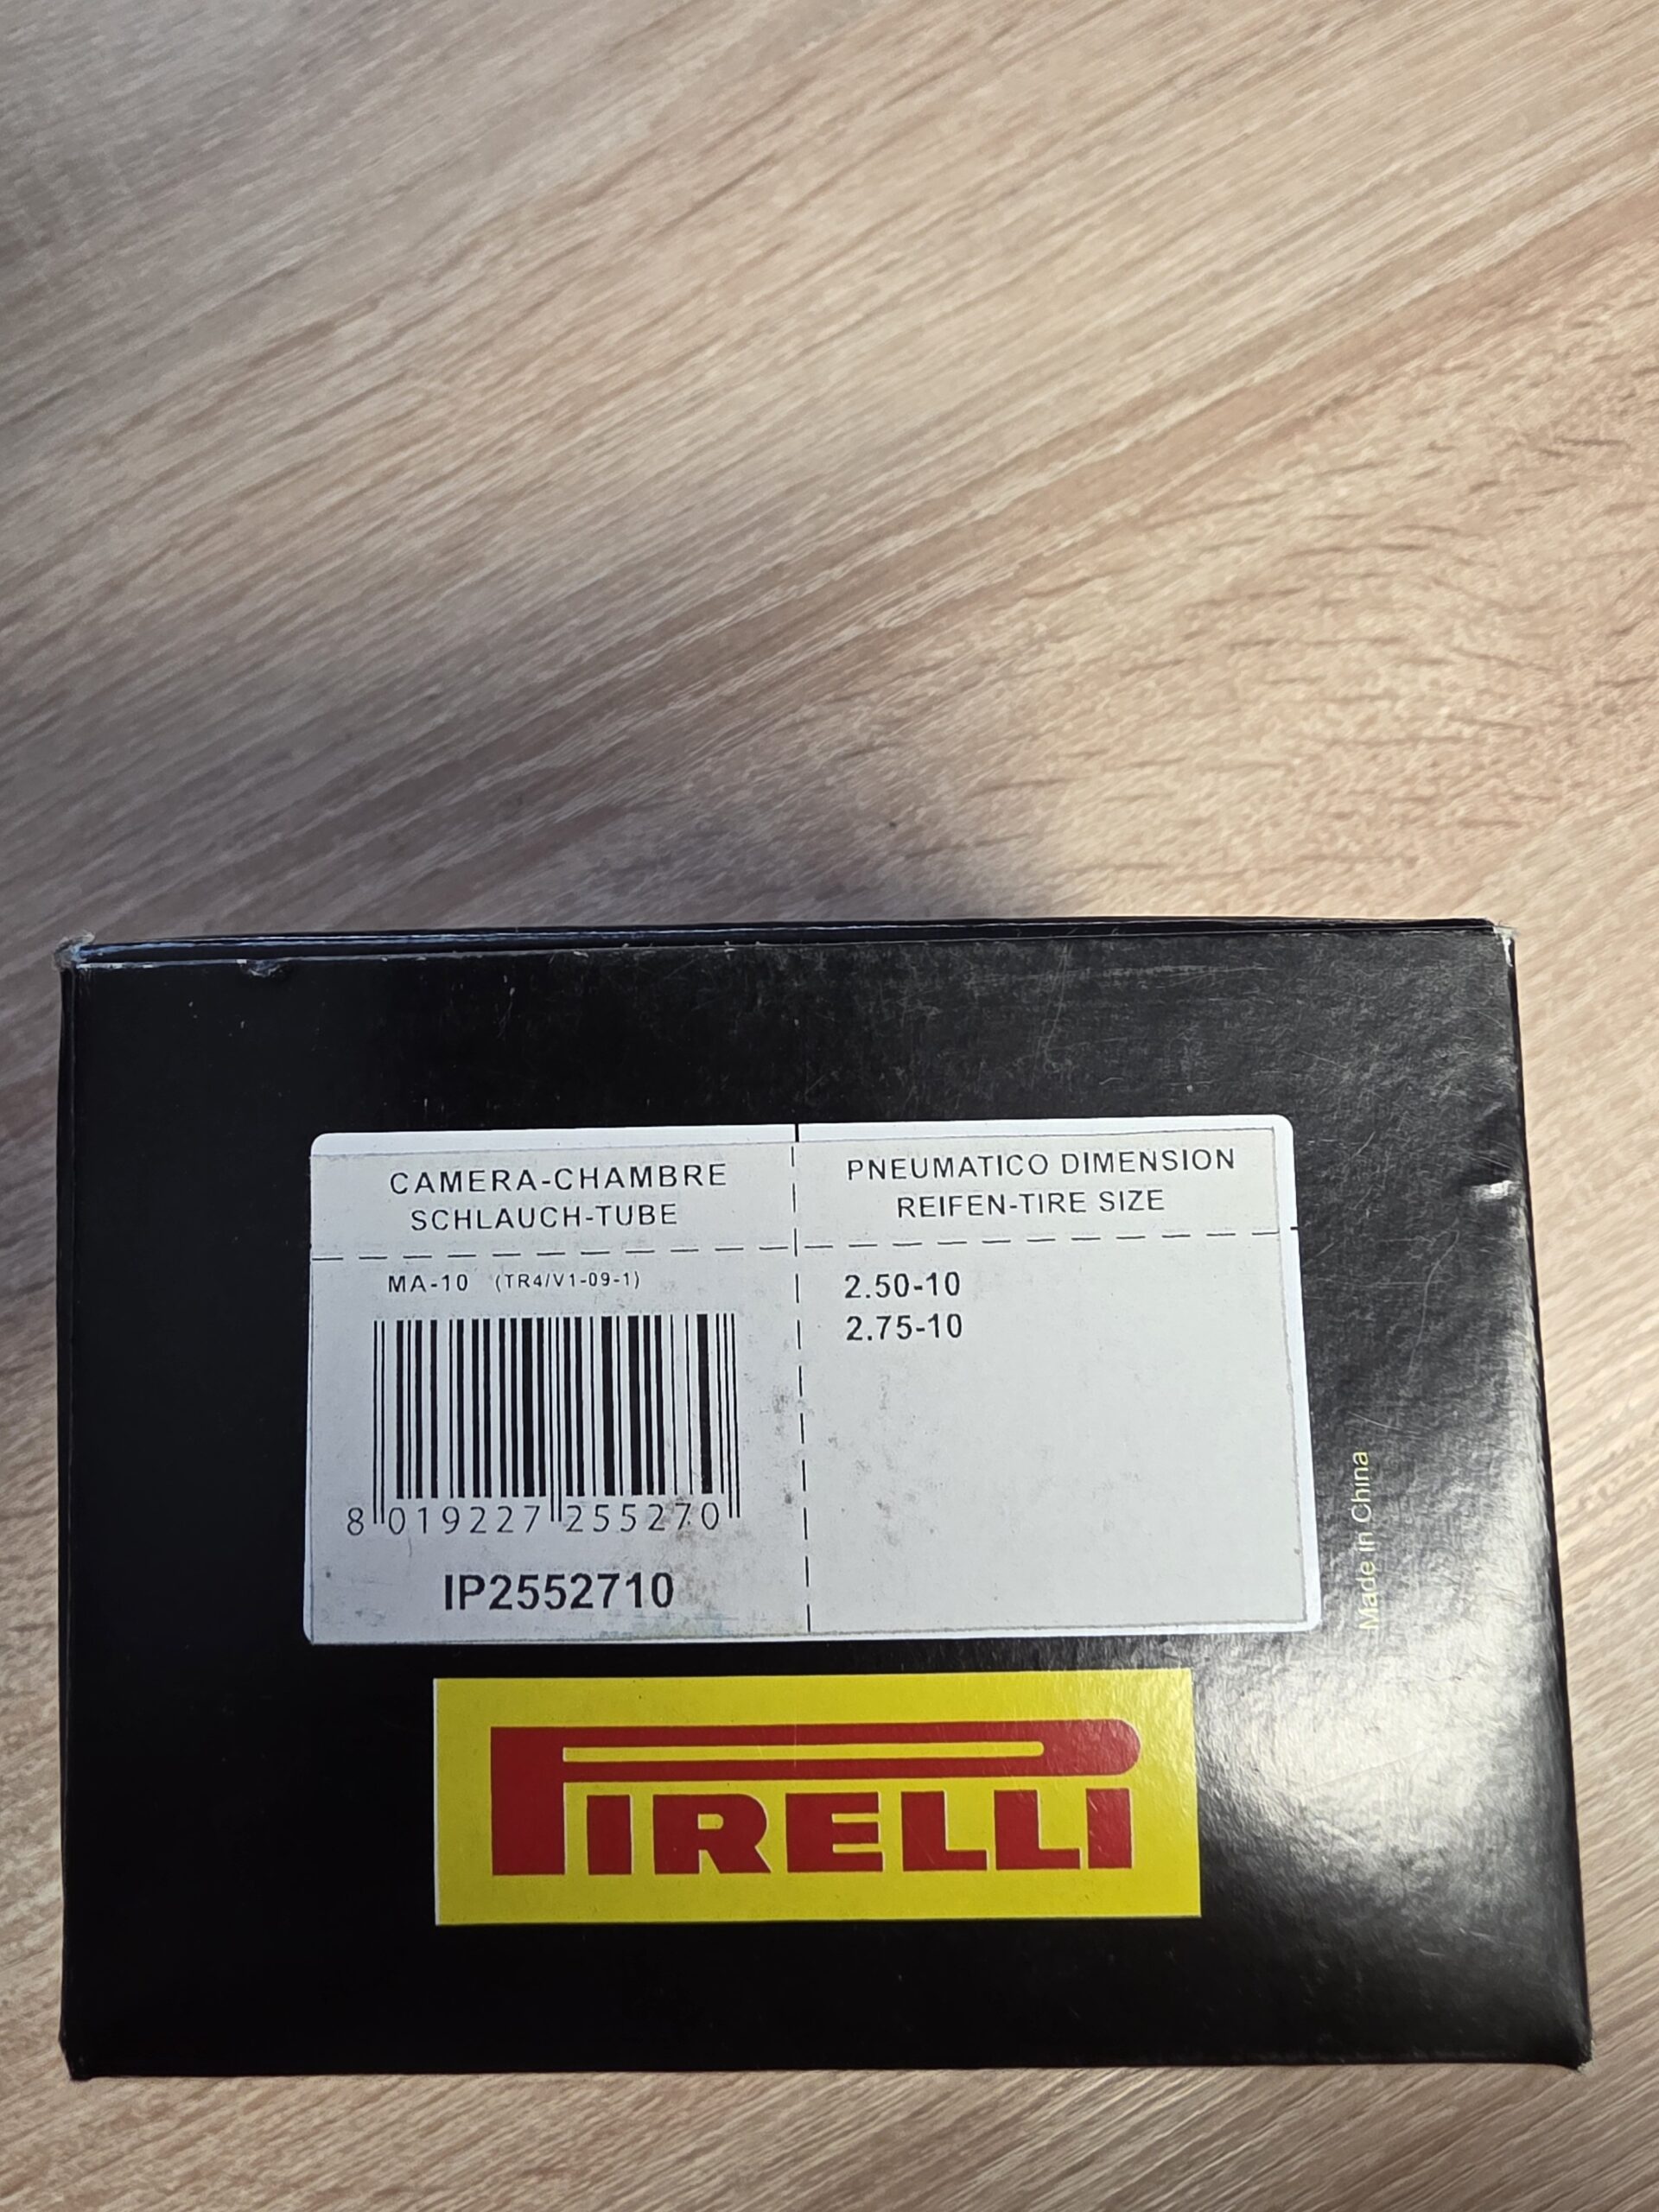 CAMERA-CHAMBRE
SCHLAUCH-TUBE
PNEUMATICO DIMENSION
REIFEN-TIRE SIZE
MA-10 (TR4/V1-09-1)
2.50-10
2.75-10
8 019227 255270
IP2552710
Made in China
PIRELLI